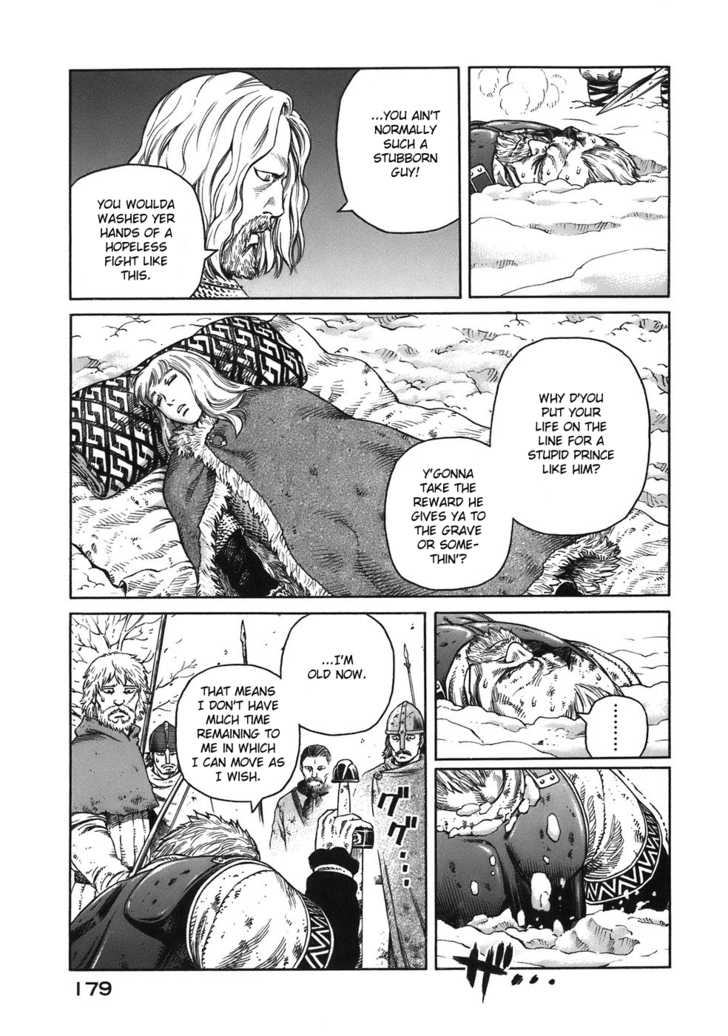 ...YOU AIN'T
NORMALLY
SUCH A
STUBBORN
GUY!
YOU WOULDA
WASHED YER
HANDS OF A
HOPELESS
FIGHT LIKE
THIS.
WHY D'YOU
PUT YOUR
LIFE ON THE
LINE FOR A
STUPID PRINCE
LIKE HIM?
Y'GONNA
TAKE THE
REWARD HE
GIVES YA TO
THE GRAVE
OR SOME-
THIN'?
........
ザ...
...I'M
OLD NOW.
THAT MEANS
I DON'T HAVE
MUCH TIME
REMAINING TO
ME IN WHICH
I CAN MOVE AS
I WISH.
グ
グ...
179